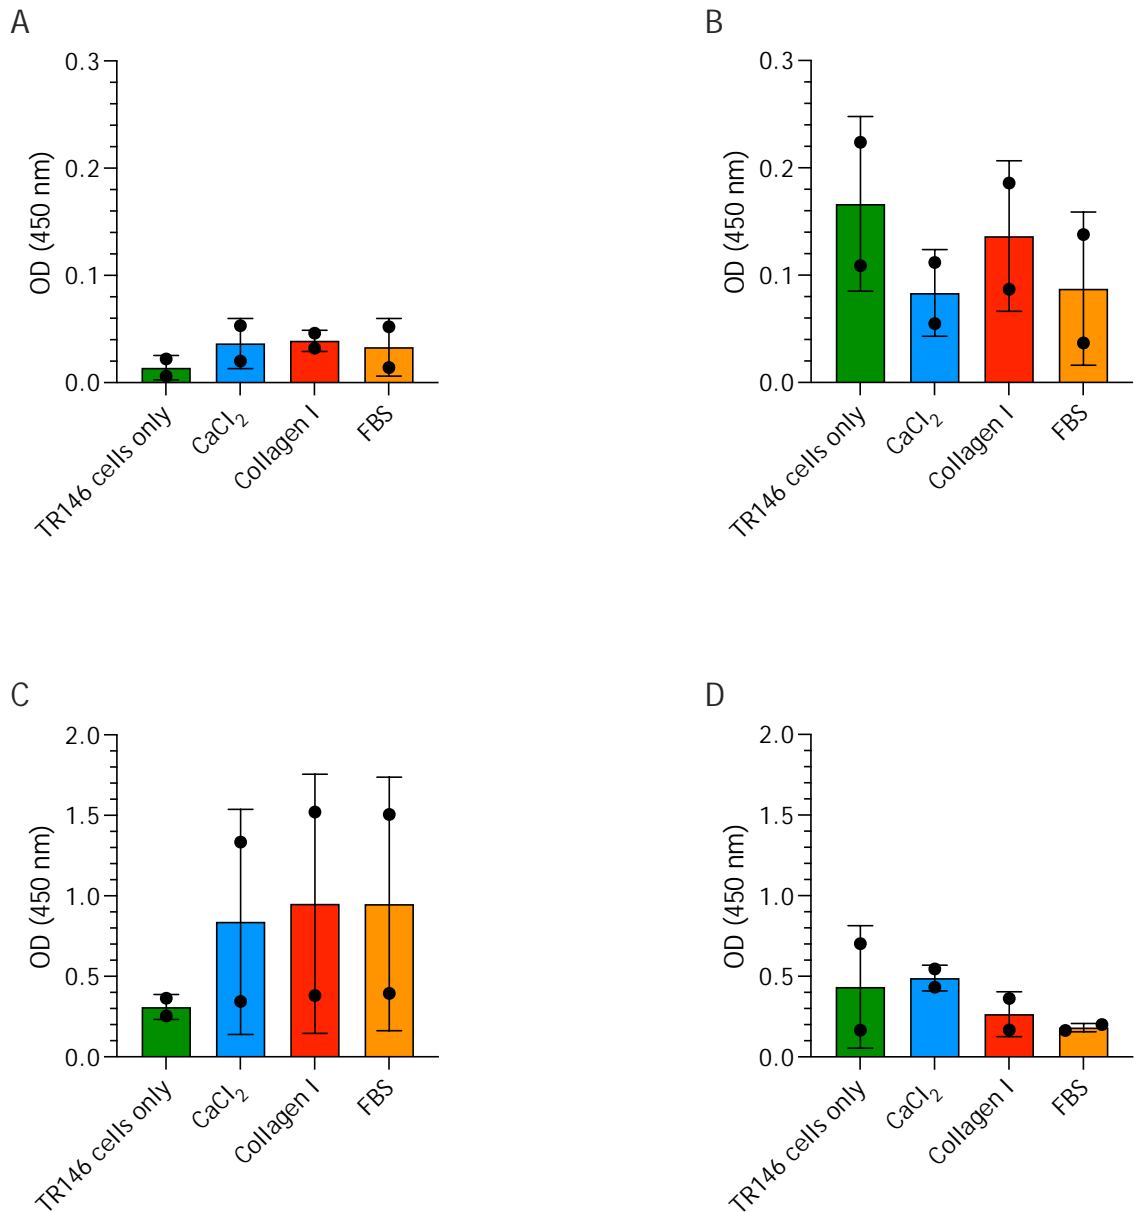 A
OD (450 nm)
0.3
0.2
0.1
0.0
TR146 cells only
CaCl₂
Collagen I
FBS
B
OD (450 nm)
0.3
0.2
0.1
0.0
TR146 cells only
CaCl₂
Collagen I
FBS
C
OD (450 nm)
2.0
1.5
1.0
0.5
0.0
TR146 cells only
CaCl₂
Collagen I
FBS
D
OD (450 nm)
2.0
1.5
1.0
0.5
0.0
TR146 cells only
CaCl₂
Collagen I
FBS